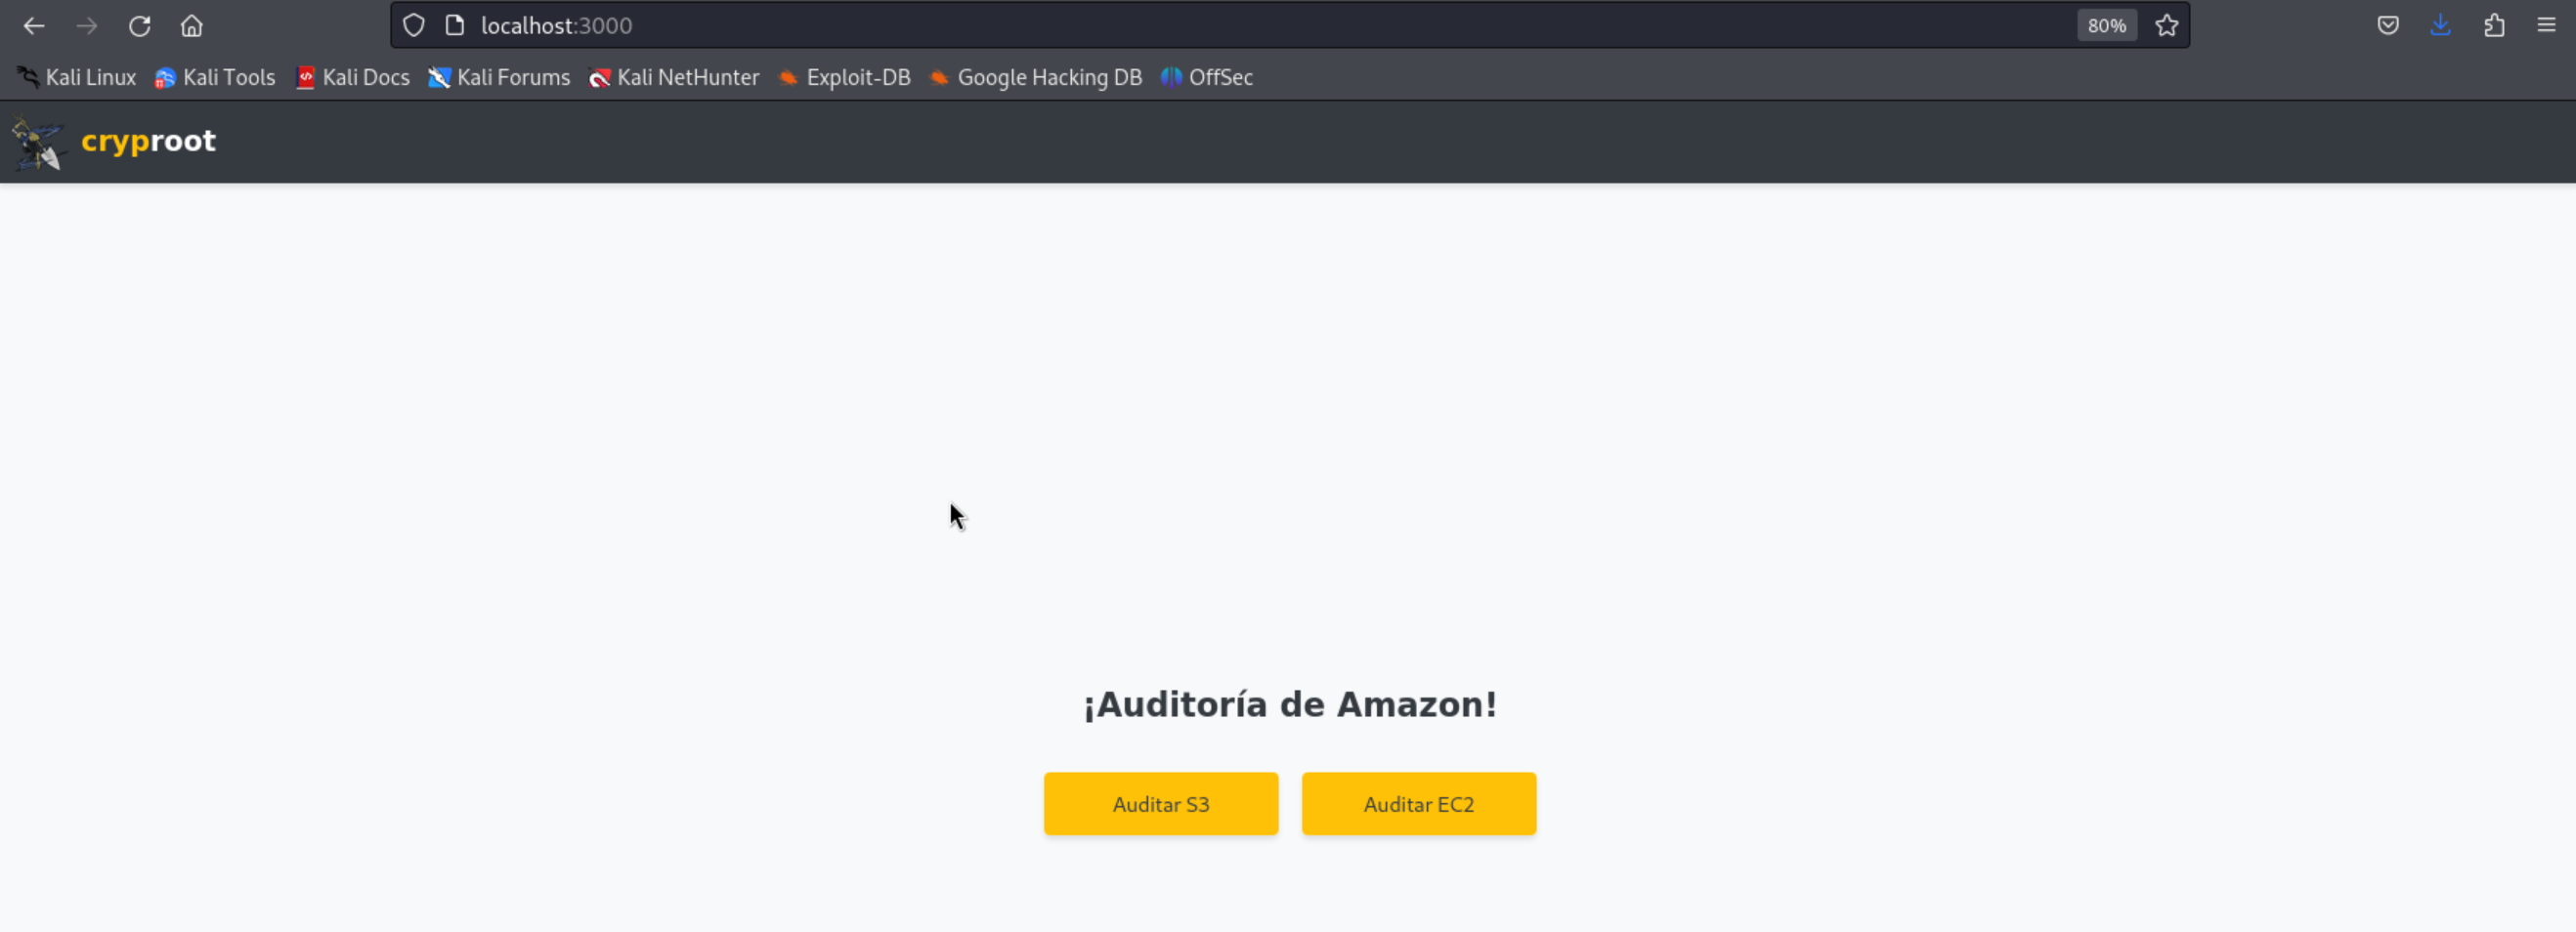 localhost:3000
80%
Kali Linux Kali Tools Kali Docs Kali Forums Kali NetHunter Exploit-DB Google Hacking DB OffSec
cryproot
¡Auditoría de Amazon!
Auditar S3 Auditar EC2